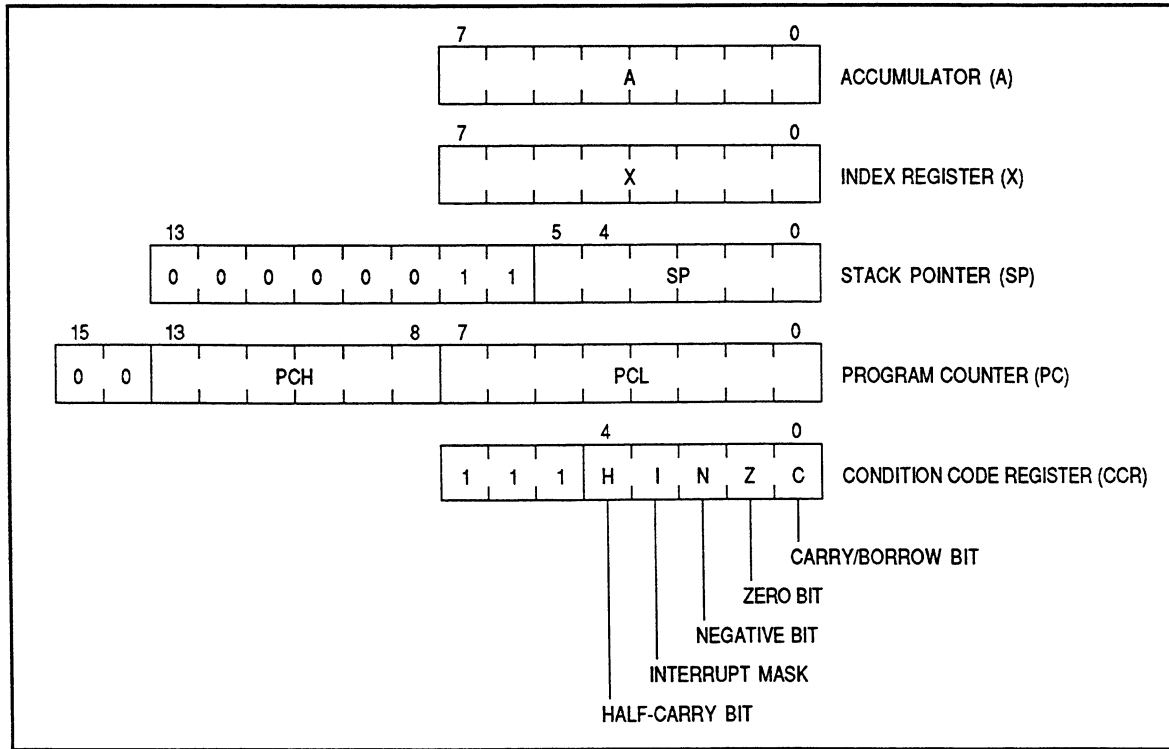 7 0
A ACCUMULATOR (A)
7 0
X INDEX REGISTER (X)
13 5 4 0
0 0 0 0 0 0 1 1 SP STACK POINTER (SP)
15 13 8 7 0
0 0 PCH PCL PROGRAM COUNTER (PC)
4 0
1 1 1 H I N Z C CONDITION CODE REGISTER (CCR)
CARRY/BORROW BIT
ZERO BIT
NEGATIVE BIT
INTERRUPT MASK
HALF-CARRY BIT